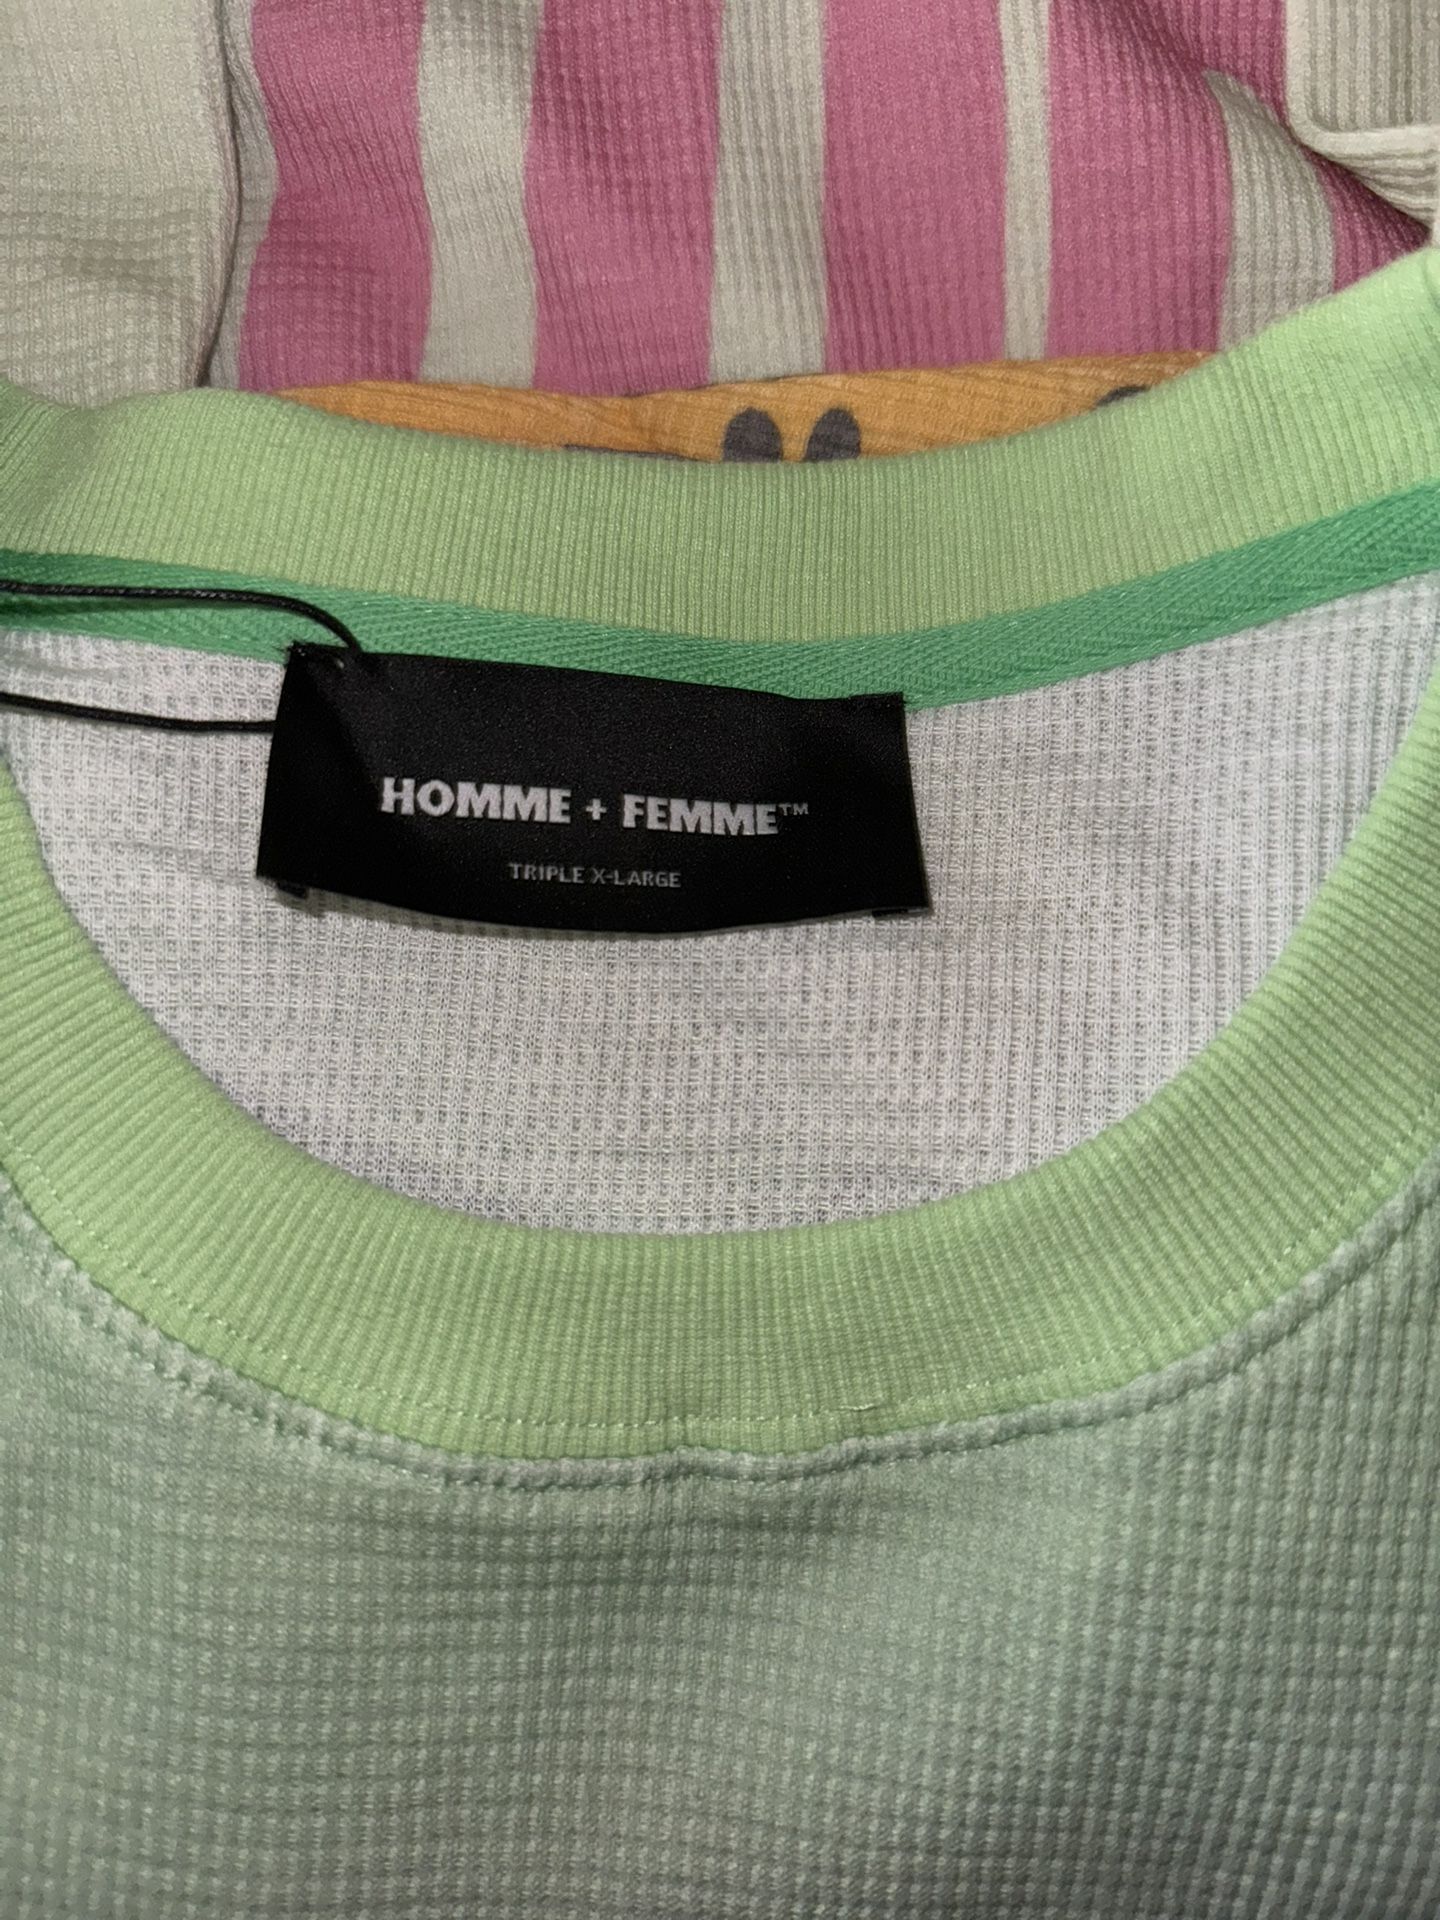 HOMME + FEMME™
TRIPLE X-LARGE